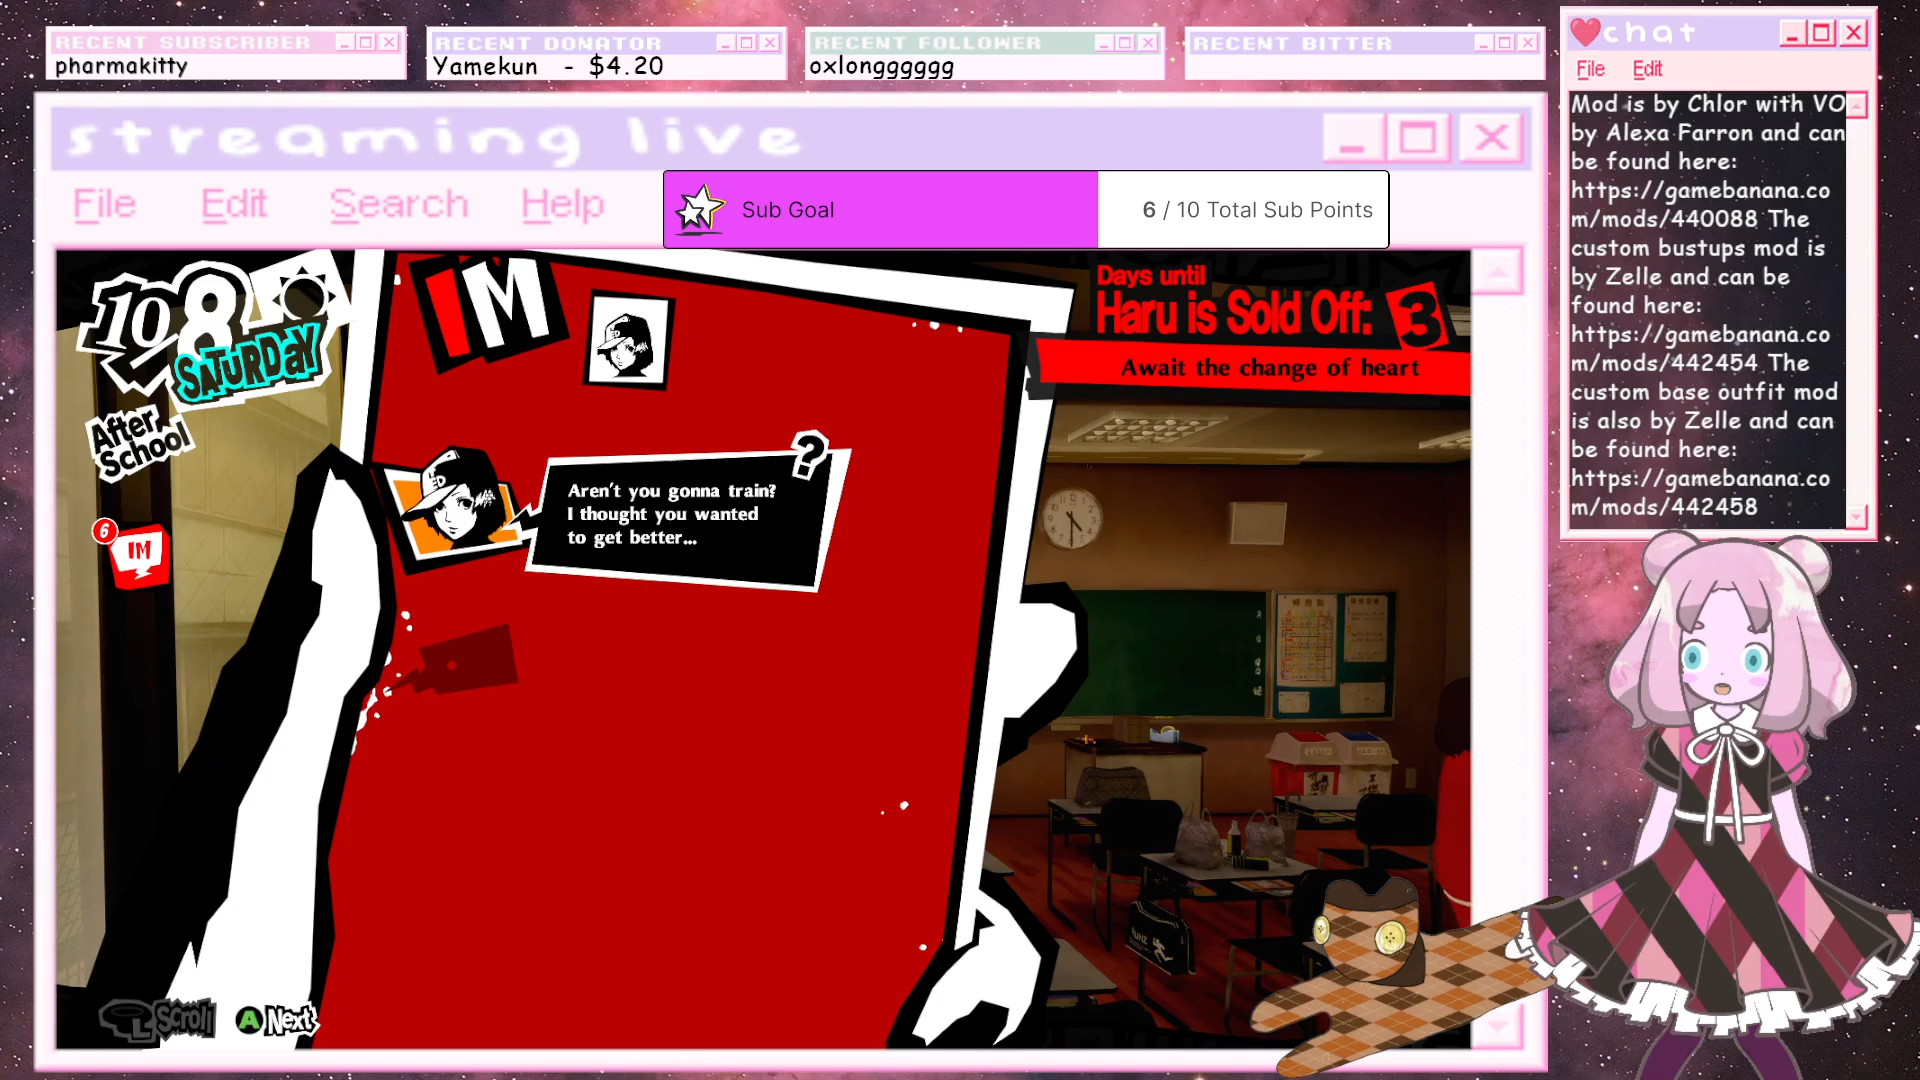 RECENT SUBSCRIBER
pharmakitty
RECENT DONATOR
Yamekun - $4.20
RECENT FOLLOWER
oxlongggggg
RECENT BITTER
chat
File Edit
Mod is by Chlor with VO
by Alexa Farron and can
be found here:
https://gamebanana.co
m/mods/440088 The
custom bustups mod is
by Zelle and can be
found here:
https://gamebanana.co
m/mods/442454 The
custom base outfit mod
is also by Zelle and can
be found here:
https://gamebanana.co
m/mods/442458
streaming live
File Edit Search Help
Sub Goal
6 / 10 Total Sub Points
10/8
SATURDAY
After School
6
IM
IM
Days until
Haru is Sold Off: 3
Await the change of heart
?
Aren't you gonna train?
I thought you wanted
to get better...
L Scroll
A Next